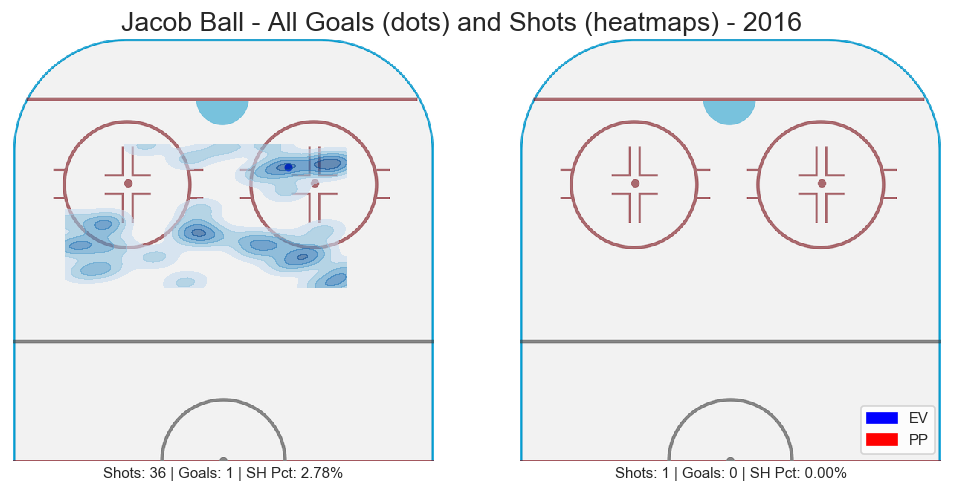 Jacob Ball - All Goals (dots) and Shots (heatmaps) - 2016
EV
PP
Shots: 36 | Goals: 1 | SH Pct: 2.78%
Shots: 1 | Goals: 0 | SH Pct: 0.00%